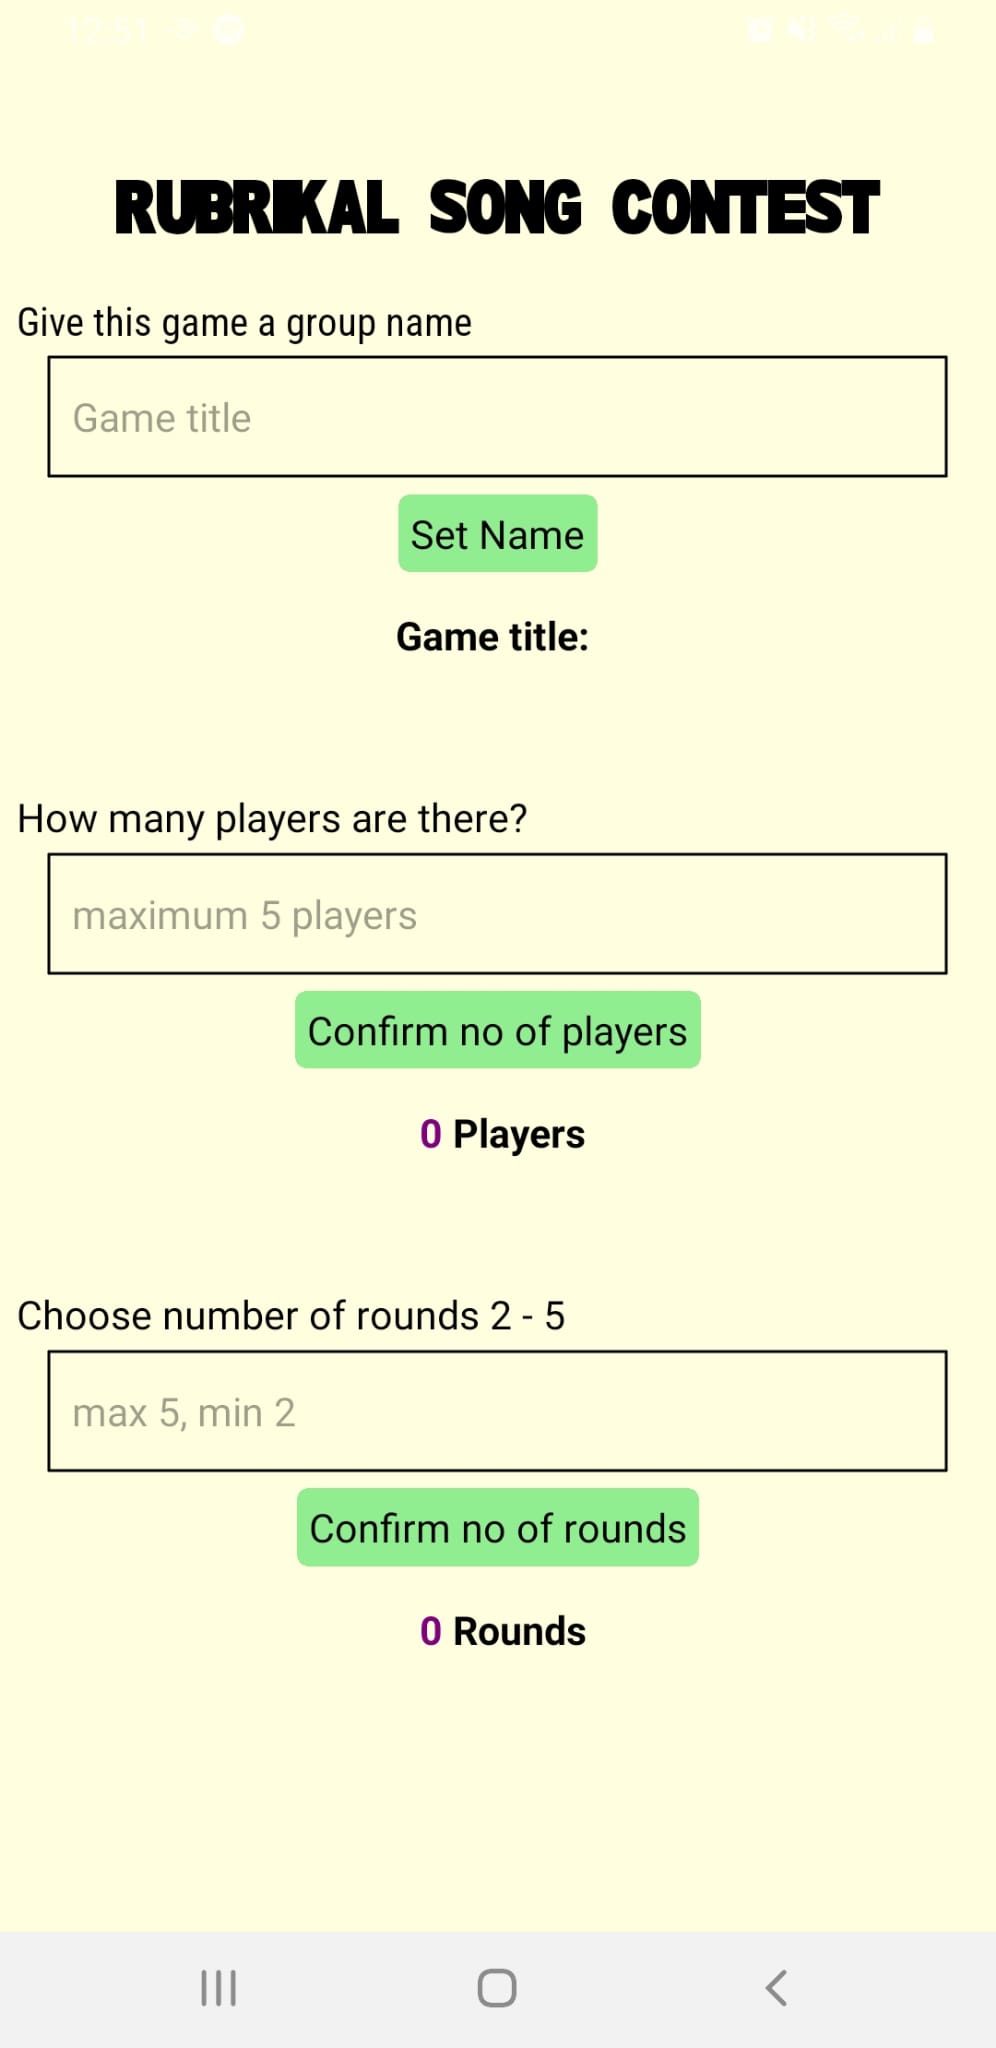 12:51
RUBRIKAL SONG CONTEST
Give this game a group name
Game title
Set Name
Game title:
How many players are there?
maximum 5 players
Confirm no of players
0 Players
Choose number of rounds 2 - 5
max 5, min 2
Confirm no of rounds
0 Rounds